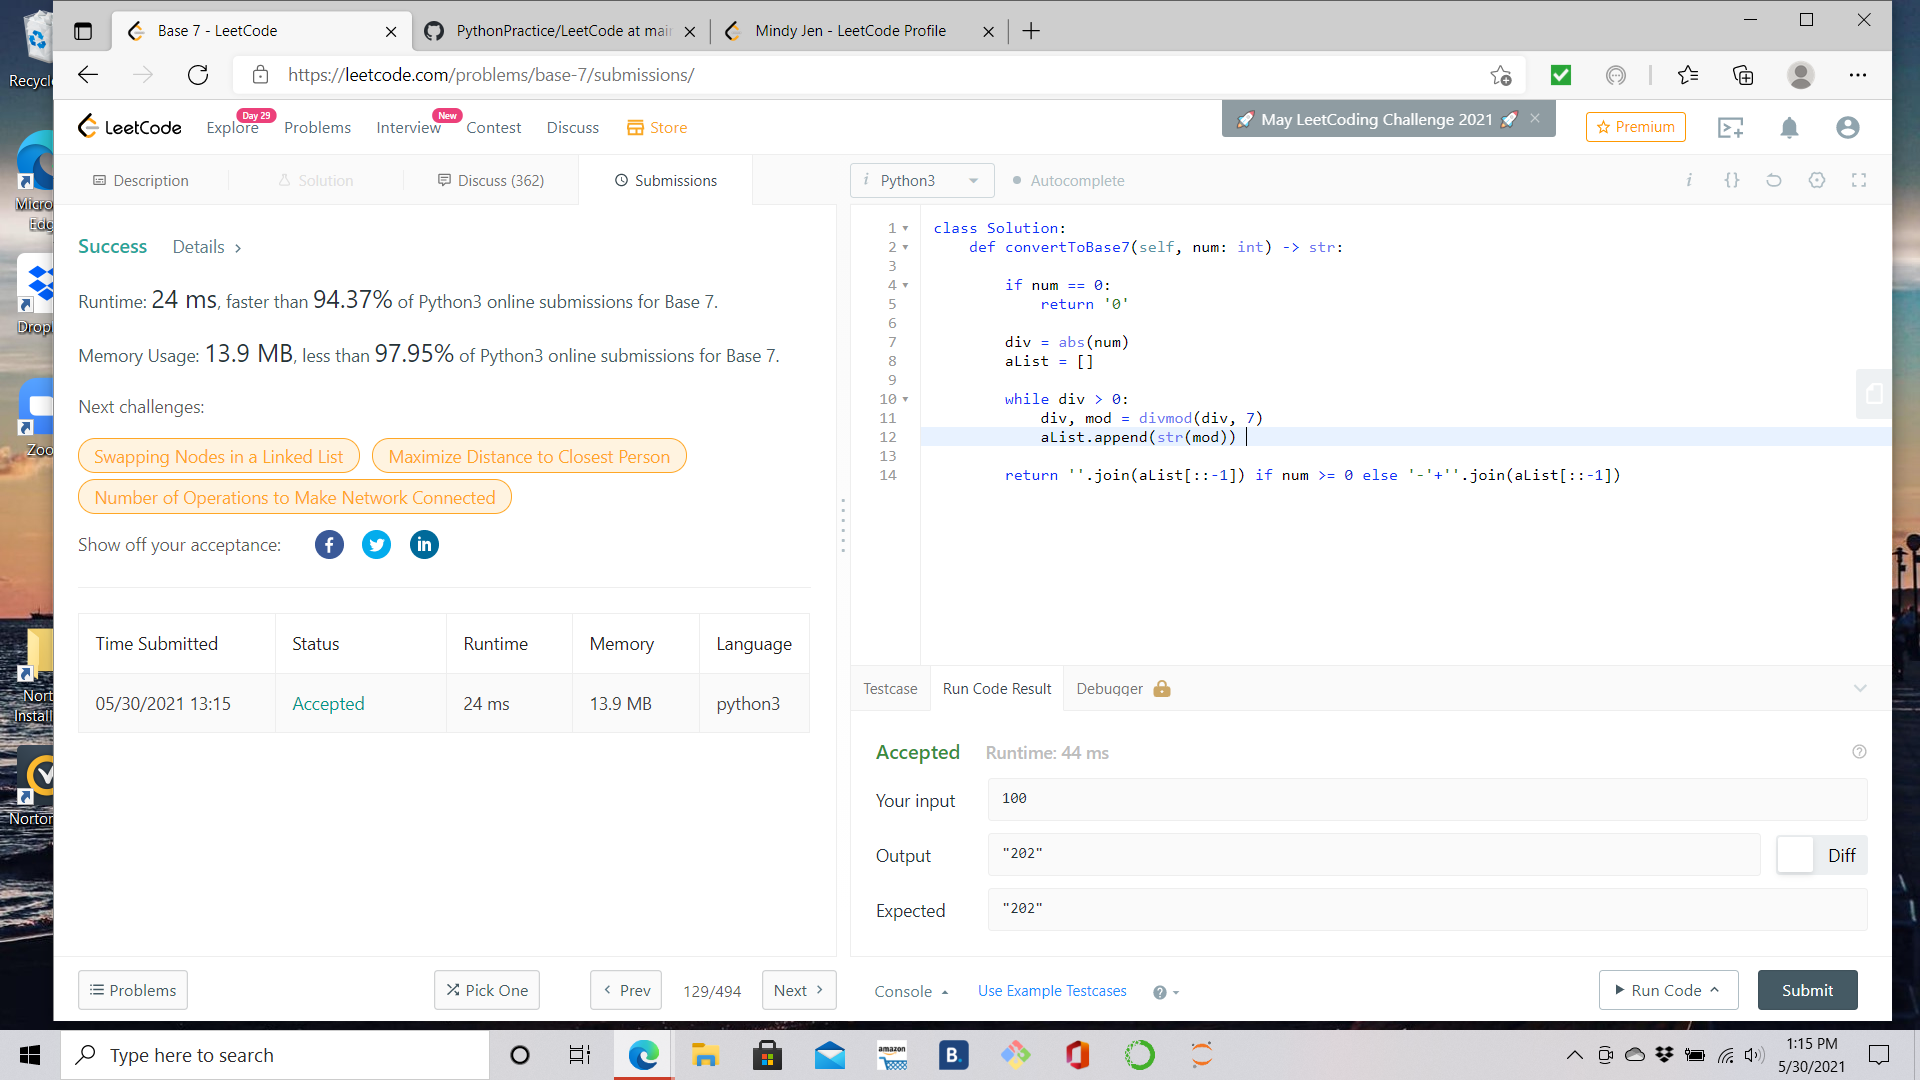 Base 7 - LeetCode
PythonPractice/LeetCode at main
Mindy Jen - LeetCode Profile
https://leetcode.com/problems/base-7/submissions/
LeetCode
Explore
Day 29
Problems
Interview
New
Contest
Discuss
Store
🚀 May LeetCoding Challenge 2021 🚀
Premium
Description
Solution
Discuss (362)
Submissions
Success
Details
Runtime: 24 ms, faster than 94.37% of Python3 online submissions for Base 7.
Memory Usage: 13.9 MB, less than 97.95% of Python3 online submissions for Base 7.
Next challenges:
Swapping Nodes in a Linked List
Maximize Distance to Closest Person
Number of Operations to Make Network Connected
Show off your acceptance:
Time Submitted Status Runtime Memory Language
05/30/2021 13:15 Accepted 24 ms 13.9 MB python3
Problems
Pick One
Prev
129/494
Next
i Python3
Autocomplete
1 class Solution:
2 def convertToBase7(self, num: int) -> str:
3
4 if num == 0:
5 return '0'
6
7 div = abs(num)
8 aList = []
9
10 while div > 0:
11 div, mod = divmod(div, 7)
12 aList.append(str(mod))
13
14 return ''.join(aList[::-1]) if num >= 0 else '-'+''.join(aList[::-1])
Testcase
Run Code Result
Debugger
Accepted
Runtime: 44 ms
Your input
100
Output
"202"
Diff
Expected
"202"
Console
Use Example Testcases
Run Code
Submit
Type here to search
amazon
B.
1:15 PM
5/30/2021